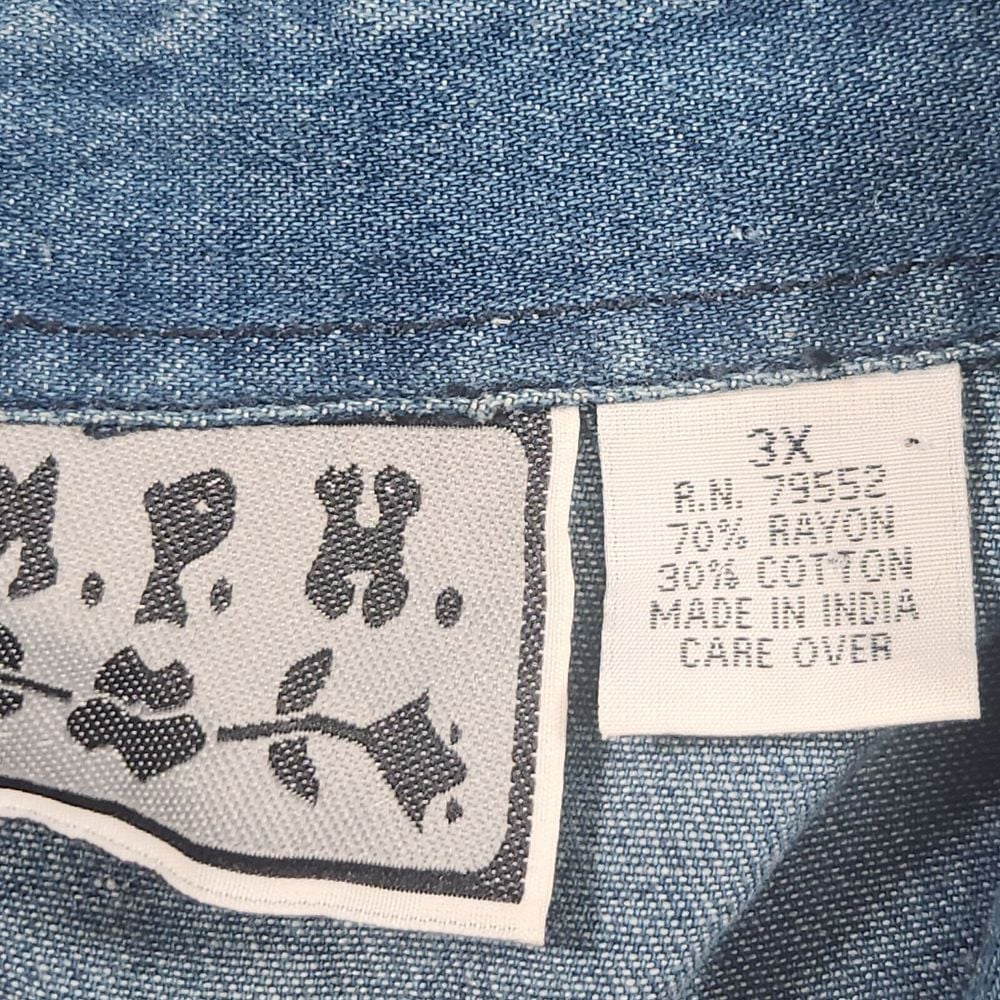 M.P.H.
3X
R.N. 79552
70% RAYON
30% COTTON
MADE IN INDIA
CARE OVER